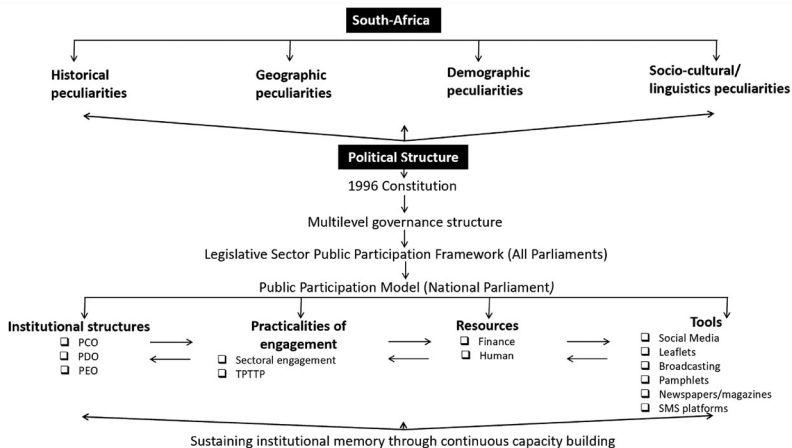 South-Africa
Historical
peculiarities
Geographic
peculiarities
Demographic
peculiarities
Socio-cultural/
linguistics peculiarities
Political Structure
1996 Constitution
Multilevel governance structure
Legislative Sector Public Participation Framework (All Parliaments)
Public Participation Model (National Parliament)
Institutional structures
PCO
PDO
PEO
Practicalities of
engagement
Sectoral engagement
TPTTP
Resources
Finance
Human
Tools
Social Media
Leaflets
Broadcasting
Pamphlets
Newspapers/magazines
SMS platforms
Sustaining institutional memory through continuous capacity building